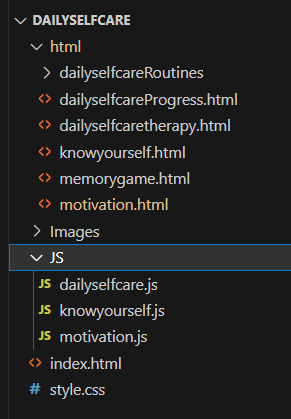 DAILYSELFCARE
html
dailyselfcareRoutines
dailyselfcareProgress.html
dailyselfcaretherapy.html
knowyourself.html
memorygame.html
motivation.html
Images
JS
JS dailyselfcare.js
JS knowyourself.js
JS motivation.js
index.html
# style.css